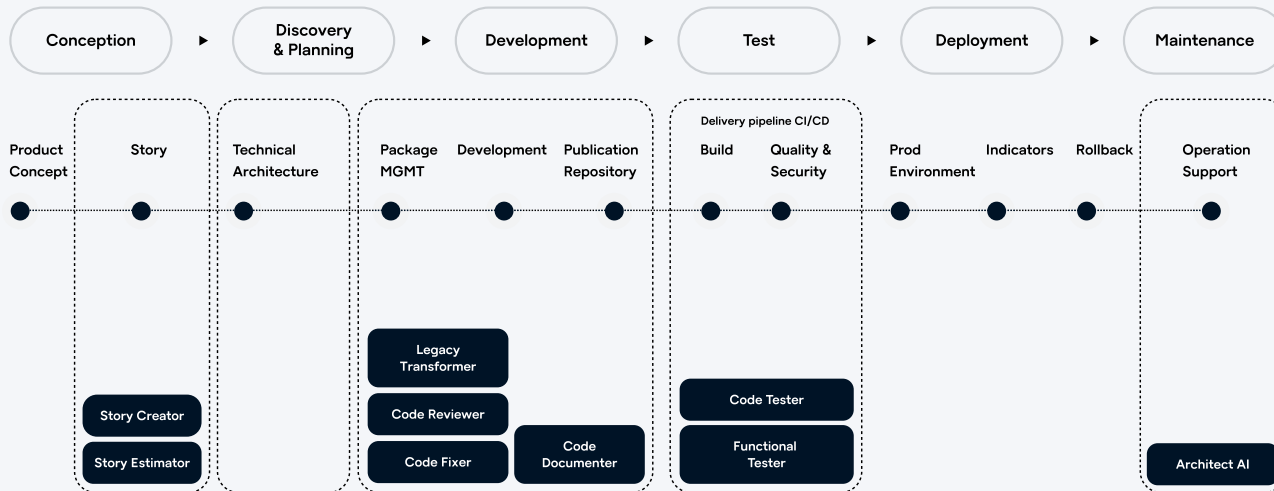 Conception
Discovery
& Planning
Development
Test
Deployment
Maintenance
Delivery pipeline CI/CD
Product
Concept
Story
Technical
Architecture
Package
MGMT
Development
Publication
Repository
Build
Quality &
Security
Prod
Environment
Indicators
Rollback
Operation
Support
Legacy
Transformer
Code Reviewer
Code Fixer
Code
Documenter
Story Creator
Story Estimator
Code Tester
Functional
Tester
Architect AI